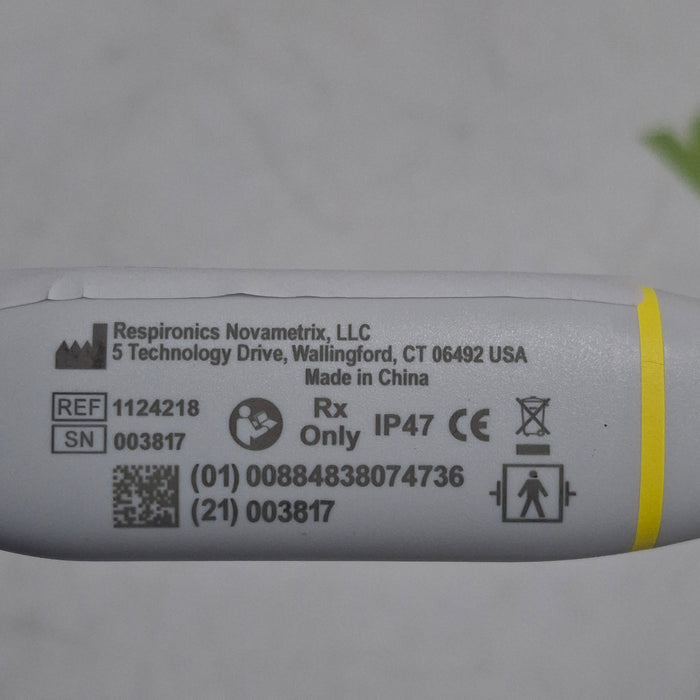 Respironics Novametrix, LLC
5 Technology Drive, Wallingford, CT 06492 USA
Made in China
REF 1124218
SN 003817
Rx Only
IP47
CE
(01) 00884838074736
(21) 003817